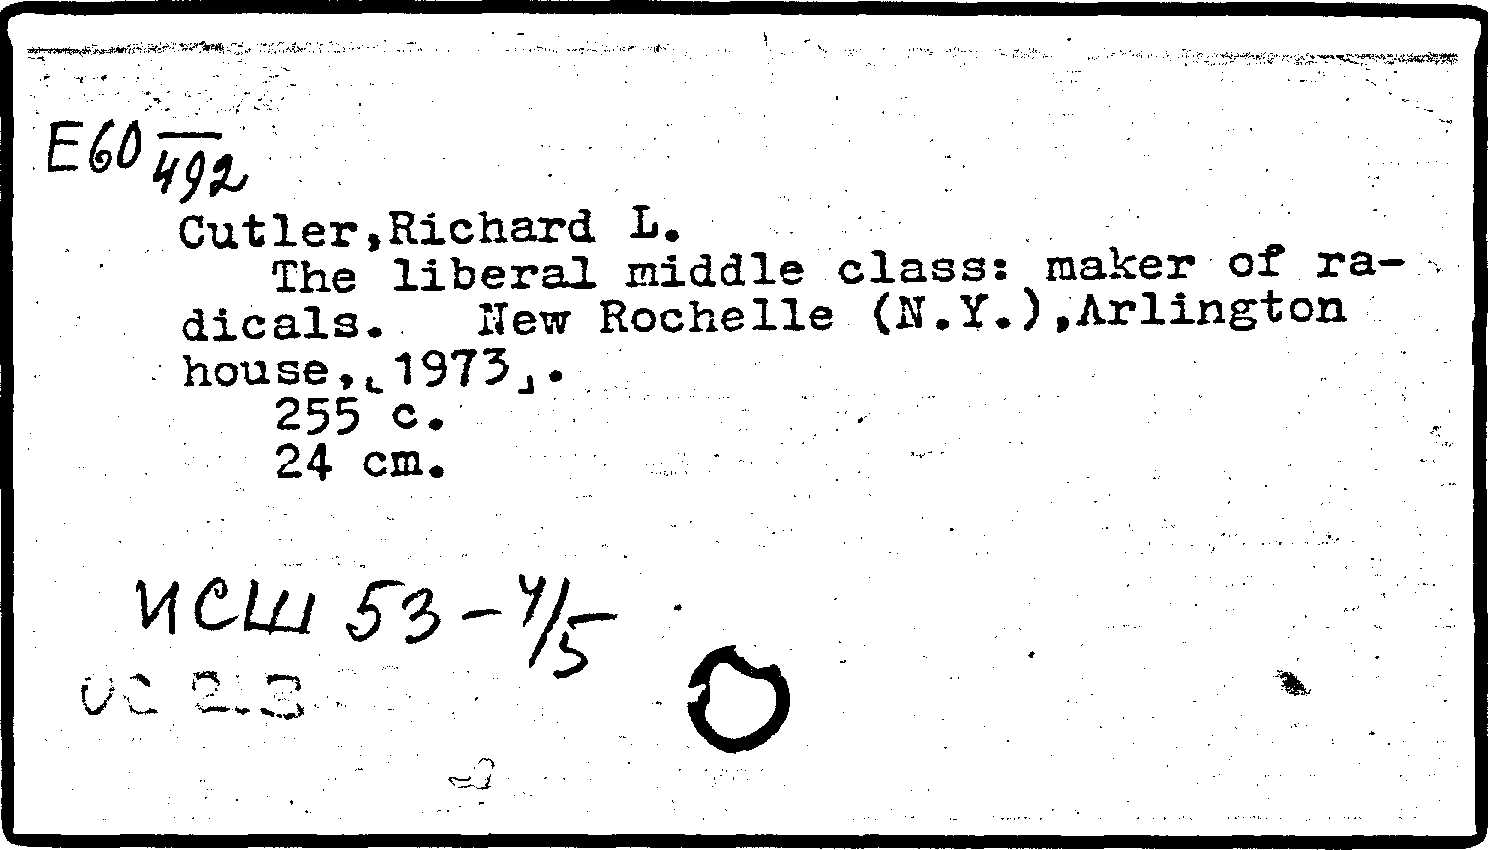 E60
492
Cutler,Richard L.
The liberal middle class: maker of ra-
dicals. New Rochelle (N.Y.),Arlington
house,⌞1973⌟.
255 c.
24 cm.
ИСШ 53-4/5